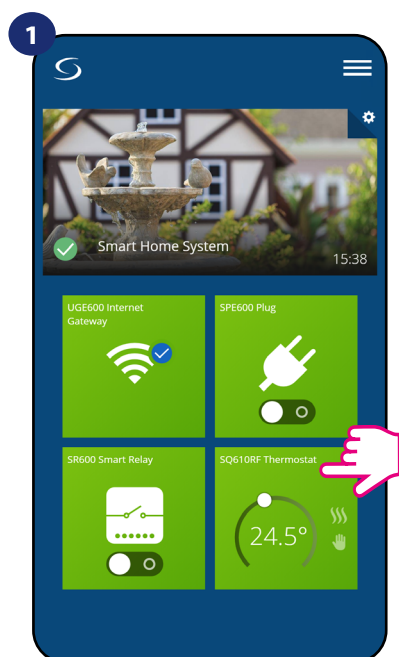 1
Smart Home System
15:38
UGE600 Internet
Gateway
SPE600 Plug
SR600 Smart Relay
SQ610RF Thermostat
24.5°